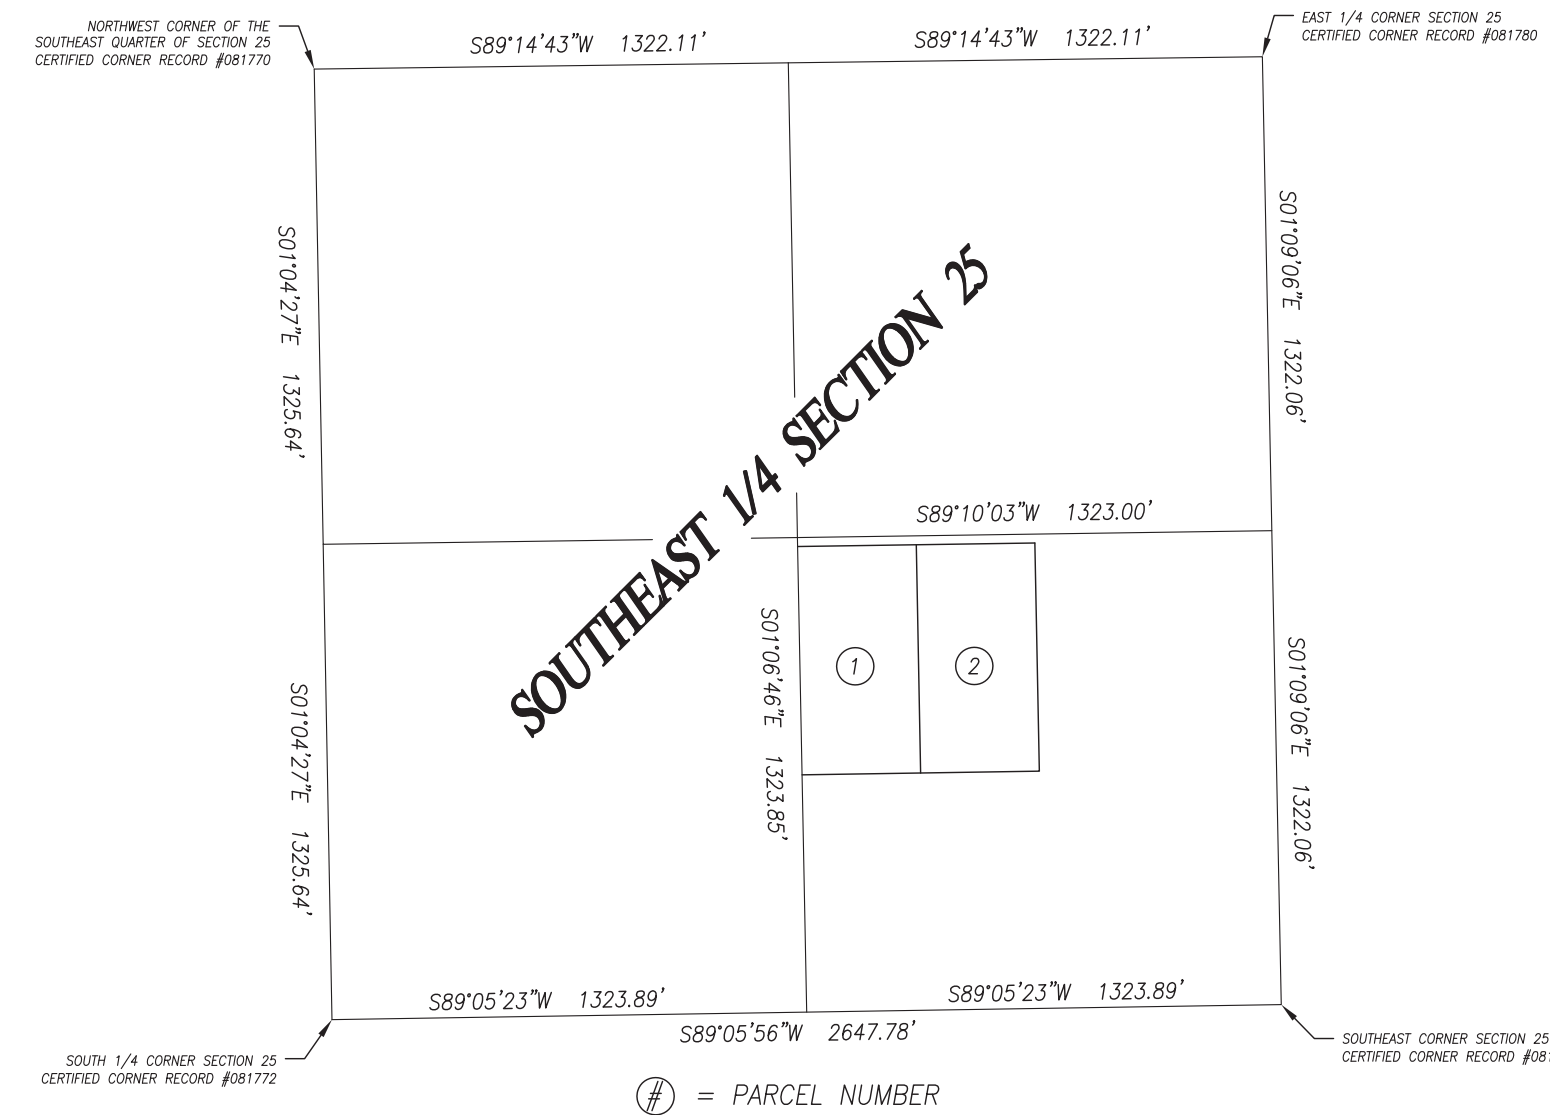 NORTHWEST CORNER OF THE
SOUTHEAST QUARTER OF SECTION 25
CERTIFIED CORNER RECORD #081770
S89°14'43"W 1322.11'
S89°14'43"W 1322.11'
EAST 1/4 CORNER SECTION 25
CERTIFIED CORNER RECORD #081780
S01°04'27"E 1325.64'
S01°09'06"E 1322.06'
SOUTHEAST 1/4 SECTION 25
S89°10'03"W 1323.00'
S01°06'46"E 1323.85'
1
2
S01°04'27"E 1325.64'
S01°09'06"E 1322.06'
S89°05'23"W 1323.89'
S89°05'23"W 1323.89'
S89°05'56"W 2647.78'
SOUTH 1/4 CORNER SECTION 25
CERTIFIED CORNER RECORD #081772
SOUTHEAST CORNER SECTION 25
CERTIFIED CORNER RECORD
# = PARCEL NUMBER